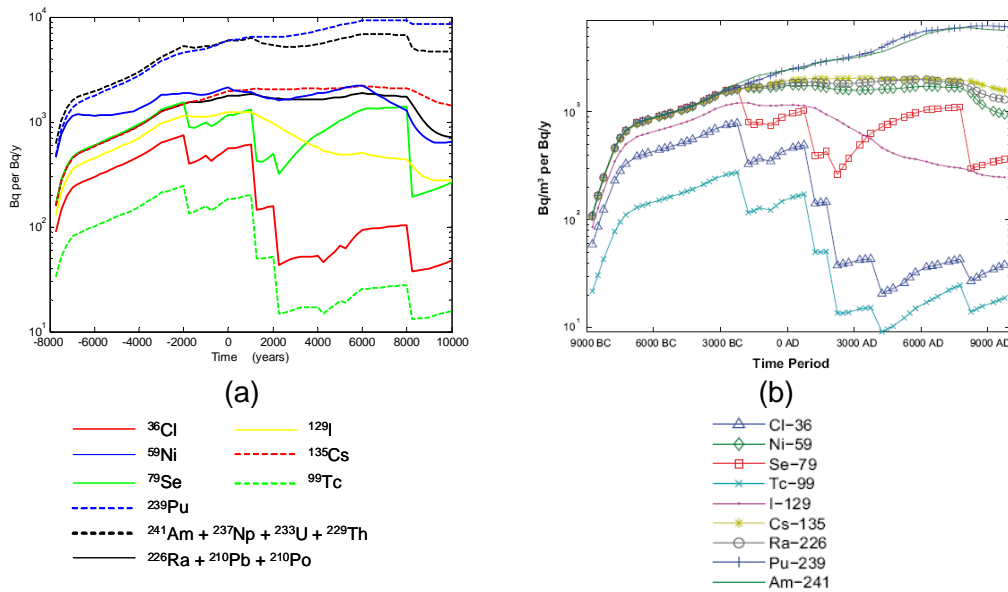 10⁴
10³
10²
10¹
Bq per Bq/y
-8000 -6000 -4000 -2000 0 2000 4000 6000 8000 10000
Time (years)
(a)
³⁶Cl
¹²⁹I
⁵⁹Ni
¹³⁵Cs
⁷⁹Se
⁹⁹Tc
²³⁹Pu
²⁴¹Am + ²³⁷Np + ²³³U + ²²⁹Th
²²⁶Ra + ²¹⁰Pb + ²¹⁰Po
10³
10²
10¹
Bq/m³ per Bq/y
9000 BC 6000 BC 3000 BC 0 AD 3000 AD 6000 AD 9000 AD
Time Period
(b)
Cl−36
Ni−59
Se−79
Tc−99
I−129
Cs−135
Ra−226
Pu−239
Am−241